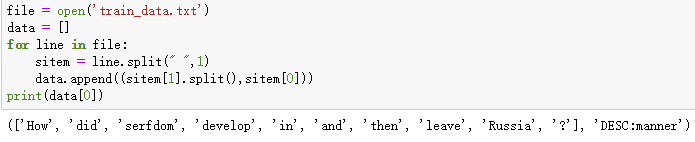 file = open('train_data.txt')
data = []
for line in file:
    sitem = line.split(" ",1)
    data.append((sitem[1].split(),sitem[0]))
print(data[0])
(['How', 'did', 'serfdom', 'develop', 'in', 'and', 'then', 'leave', 'Russia', '?'], 'DESC:manner')